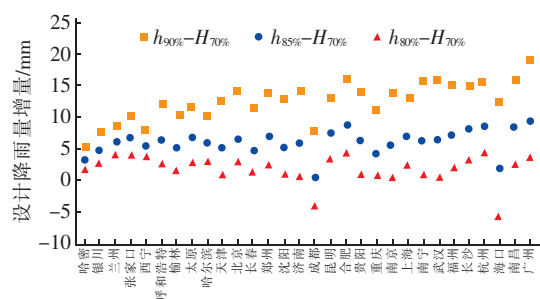 设计降雨量增量/mm
25
20
15
10
5
0
−5
−10
h90%−H70%
h85%−H70%
h80%−H70%
哈密
银川
兰州
张家口
西宁
呼和浩特
榆林
太原
哈尔滨
天津
北京
长春
郑州
沈阳
济南
成都
昆明
合肥
贵阳
重庆
南京
上海
南宁
武汉
福州
长沙
杭州
海口
南昌
广州